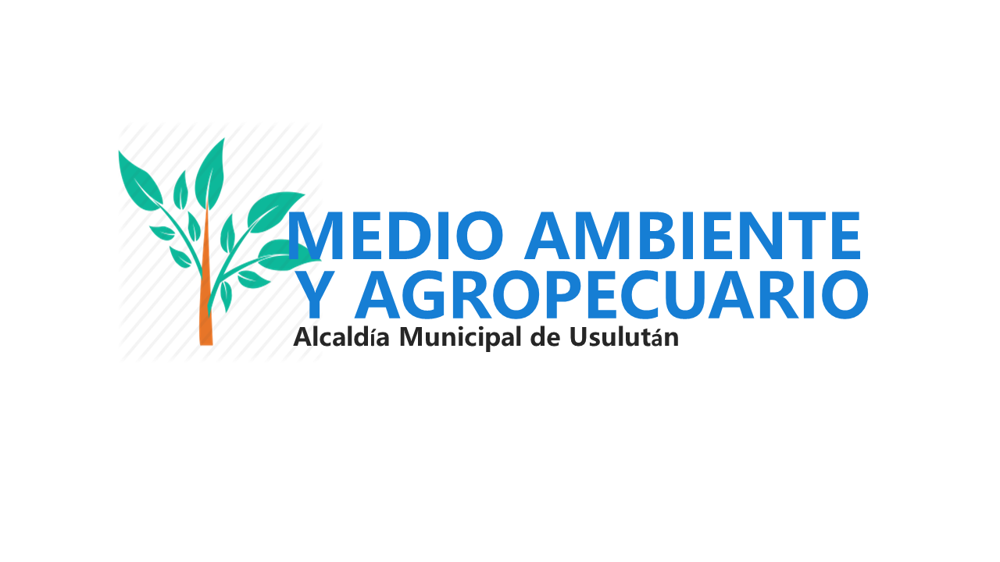 MEDIO AMBIENTE
Y AGROPECUARIO
Alcaldía Municipal de Usulután